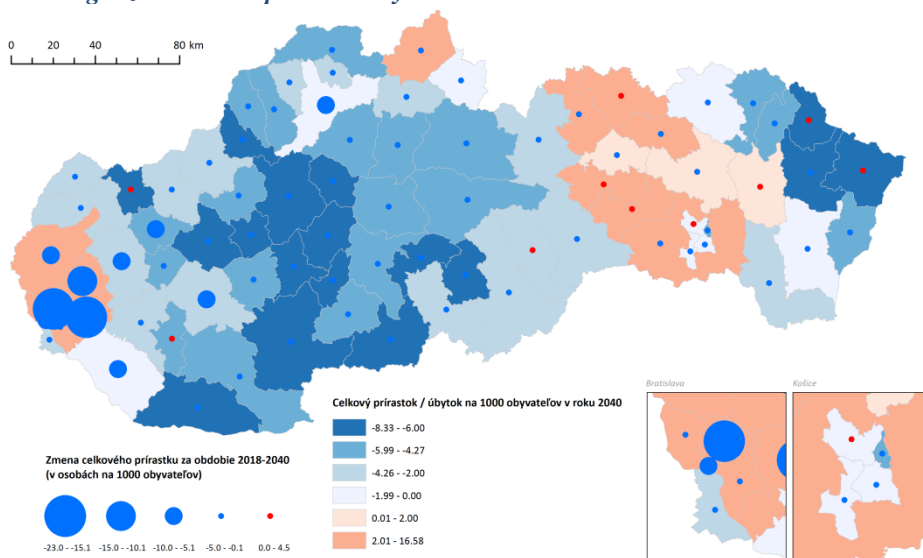 0 20 40 80 km
Celkový prírastok / úbytok na 1000 obyvateľov v roku 2040
-8.33 - -6.00
-5.99 - -4.27
-4.26 - -2.00
-1.99 - 0.00
0.01 - 2.00
2.01 - 16.58
Zmena celkového prírastku za obdobie 2018-2040
(v osobách na 1000 obyvateľov)
-23.0 - -15.1 -15.0 - -10.1 -10.0 - -5.1 -5.0 - -0.1 0.0 - 4.5
Bratislava
Košice